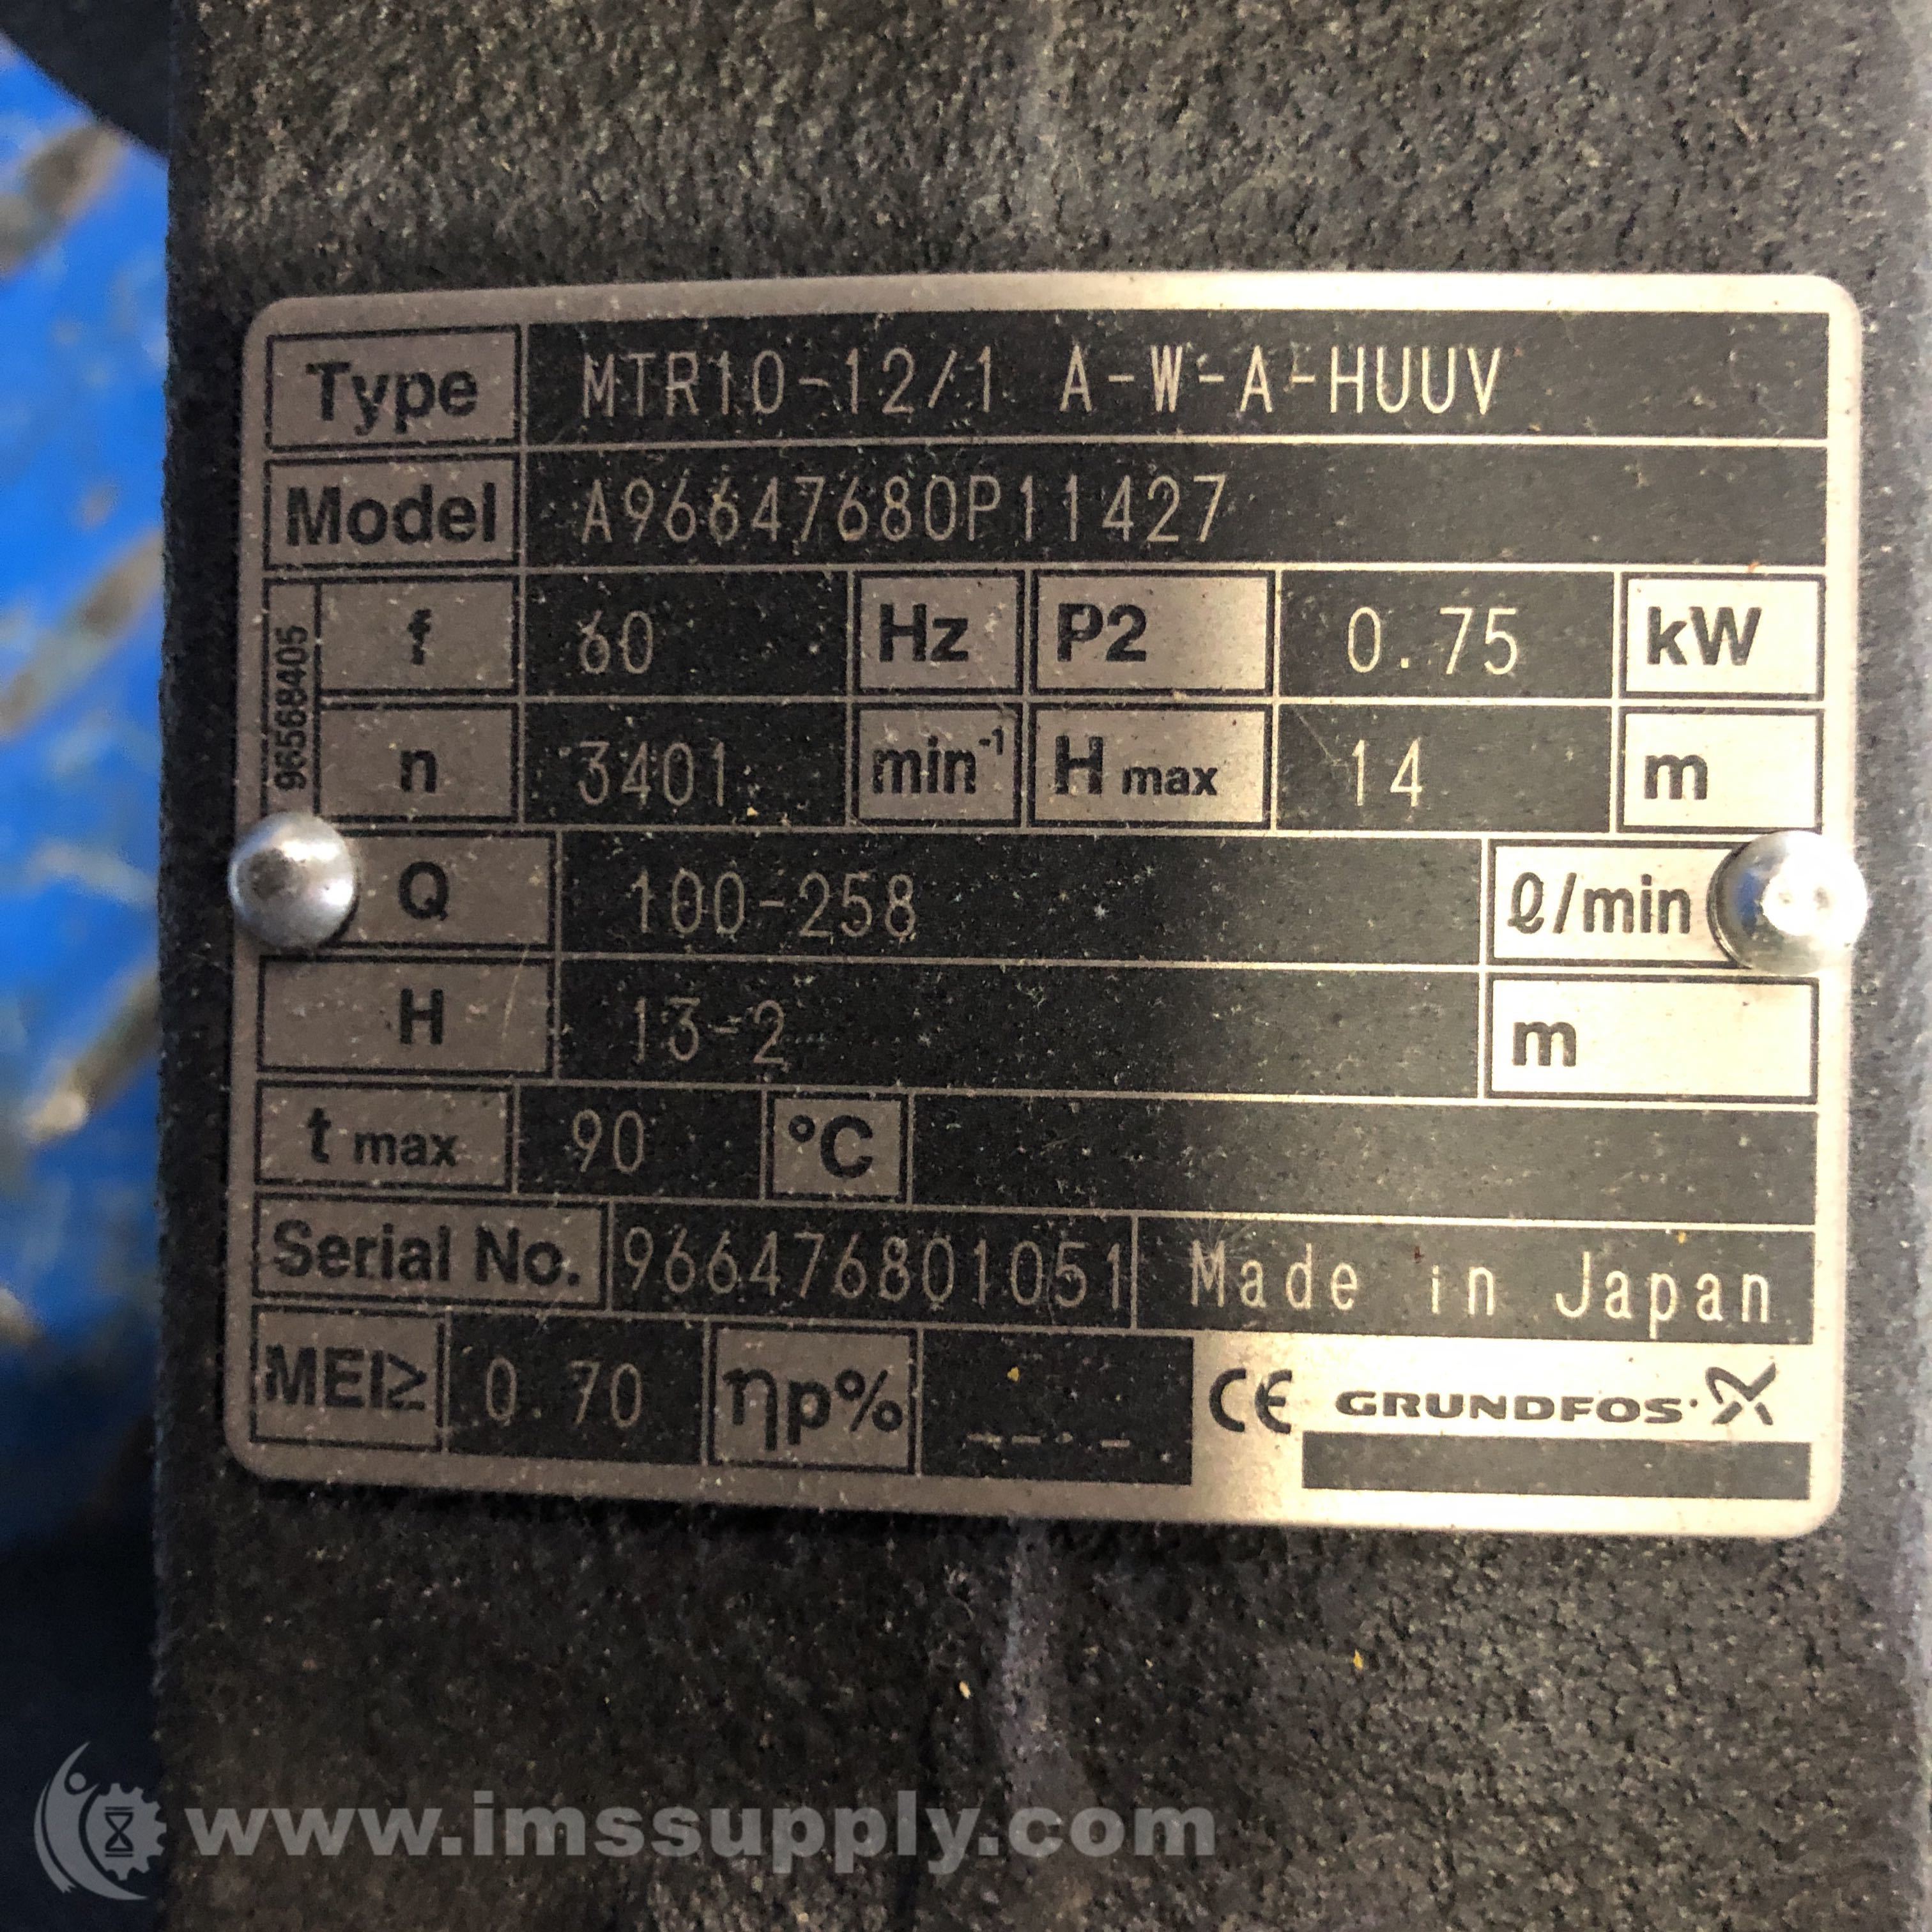 Type MTR10-12/1 A-W-A-HUUV
Model A96647680P11427
96568405
f 60 Hz P2 0.75 kW
n 3401 min⁻¹ H max 14 m
Q 100-258 ℓ/min
H 13-2 m
t max 90 °C
Serial No. 966476801051 Made in Japan
MEI≥ 0.70 ηp% --.- CE GRUNDFOS
www.imssupply.com